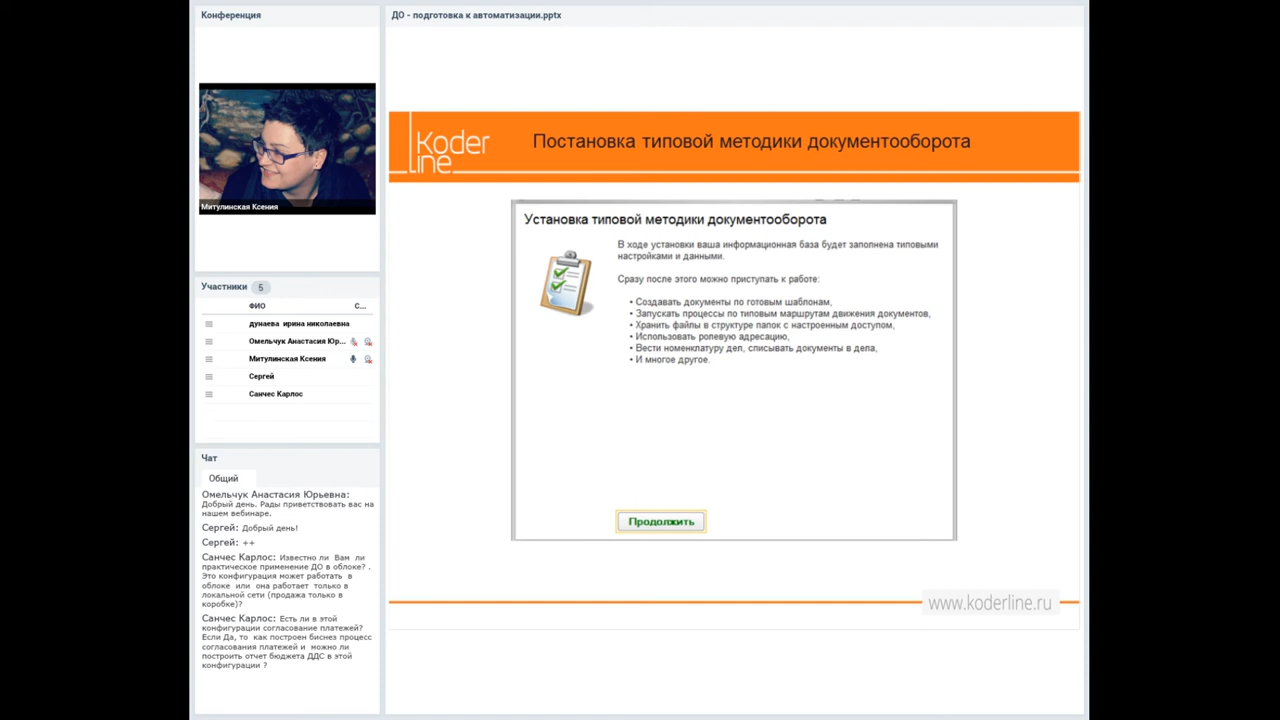 Конференция
Митулинская Ксения
Участники 5
ФИО С...
дунаева ирина николаевна
Омельчук Анастасия Юр...
Митулинская Ксения
Сергей
Санчес Карлос
Чат
Общий
Омельчук Анастасия Юрьевна:
Добрый день. Рады приветствовать вас на
нашем вебинаре.
Сергей: Добрый день!
Сергей: ++
Санчес Карлос: Известно ли Вам ли
практическое применение ДО в облоке? .
Это конфигурация может работать в
облоке или она работает только в
локальной сети (продажа только в
коробке)?
Санчес Карлос: Есть ли в этой
конфигурации согласование платежей?
Если Да, то как построен биснез процесс
согласования платежей и можно ли
построить отчет бюджета ДДС в этой
конфигурации ?
ДО - подготовка к автоматизации.pptx
Koder
line
Постановка типовой методики документооборота
Установка типовой методики документооборота
В ходе установки ваша информационная база будет заполнена типовыми
настройками и данными.
Сразу после этого можно приступать к работе:
• Создавать документы по готовым шаблонам,
• Запускать процессы по типовым маршрутам движения документов,
• Хранить файлы в структуре папок с настроенным доступом,
• Использовать ролевую адресацию,
• Вести номенклатуру дел, списывать документы в дела,
• И многое другое.
Продолжить
www.koderline.ru